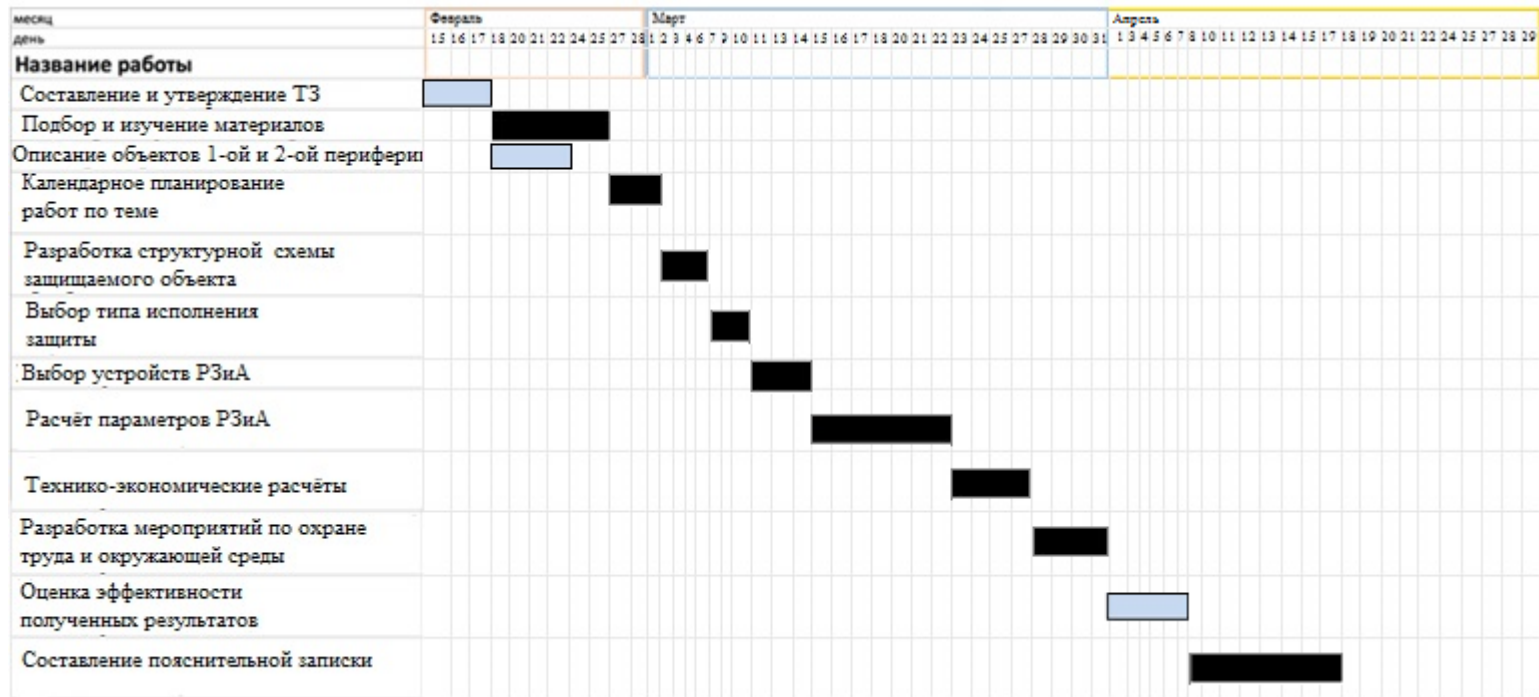 месяц Февраль Март Апрель
день 15 16 17 18 20 21 22 24 25 27 28 1 2 3 4 6 7 9 10 11 13 14 15 16 17 18 20 21 22 23 24 25 27 28 29 30 31 1 3 4 5 6 7 8 10 11 12 13 14 15 17 18 19 20 21 22 24 25 26 27 28 29
Название работы
Составление и утверждение ТЗ
Подбор и изучение материалов
Описание объектов 1-ой и 2-ой перифери
Календарное планирование
работ по теме
Разработка структурной схемы
защищаемого объекта
Выбор типа исполнения
защиты
Выбор устройств РЗиА
Расчёт параметров РЗиА
Технико-экономические расчёты
Разработка мероприятий по охране
труда и окружающей среды
Оценка эффективности
полученных результатов
Составление пояснительной записки